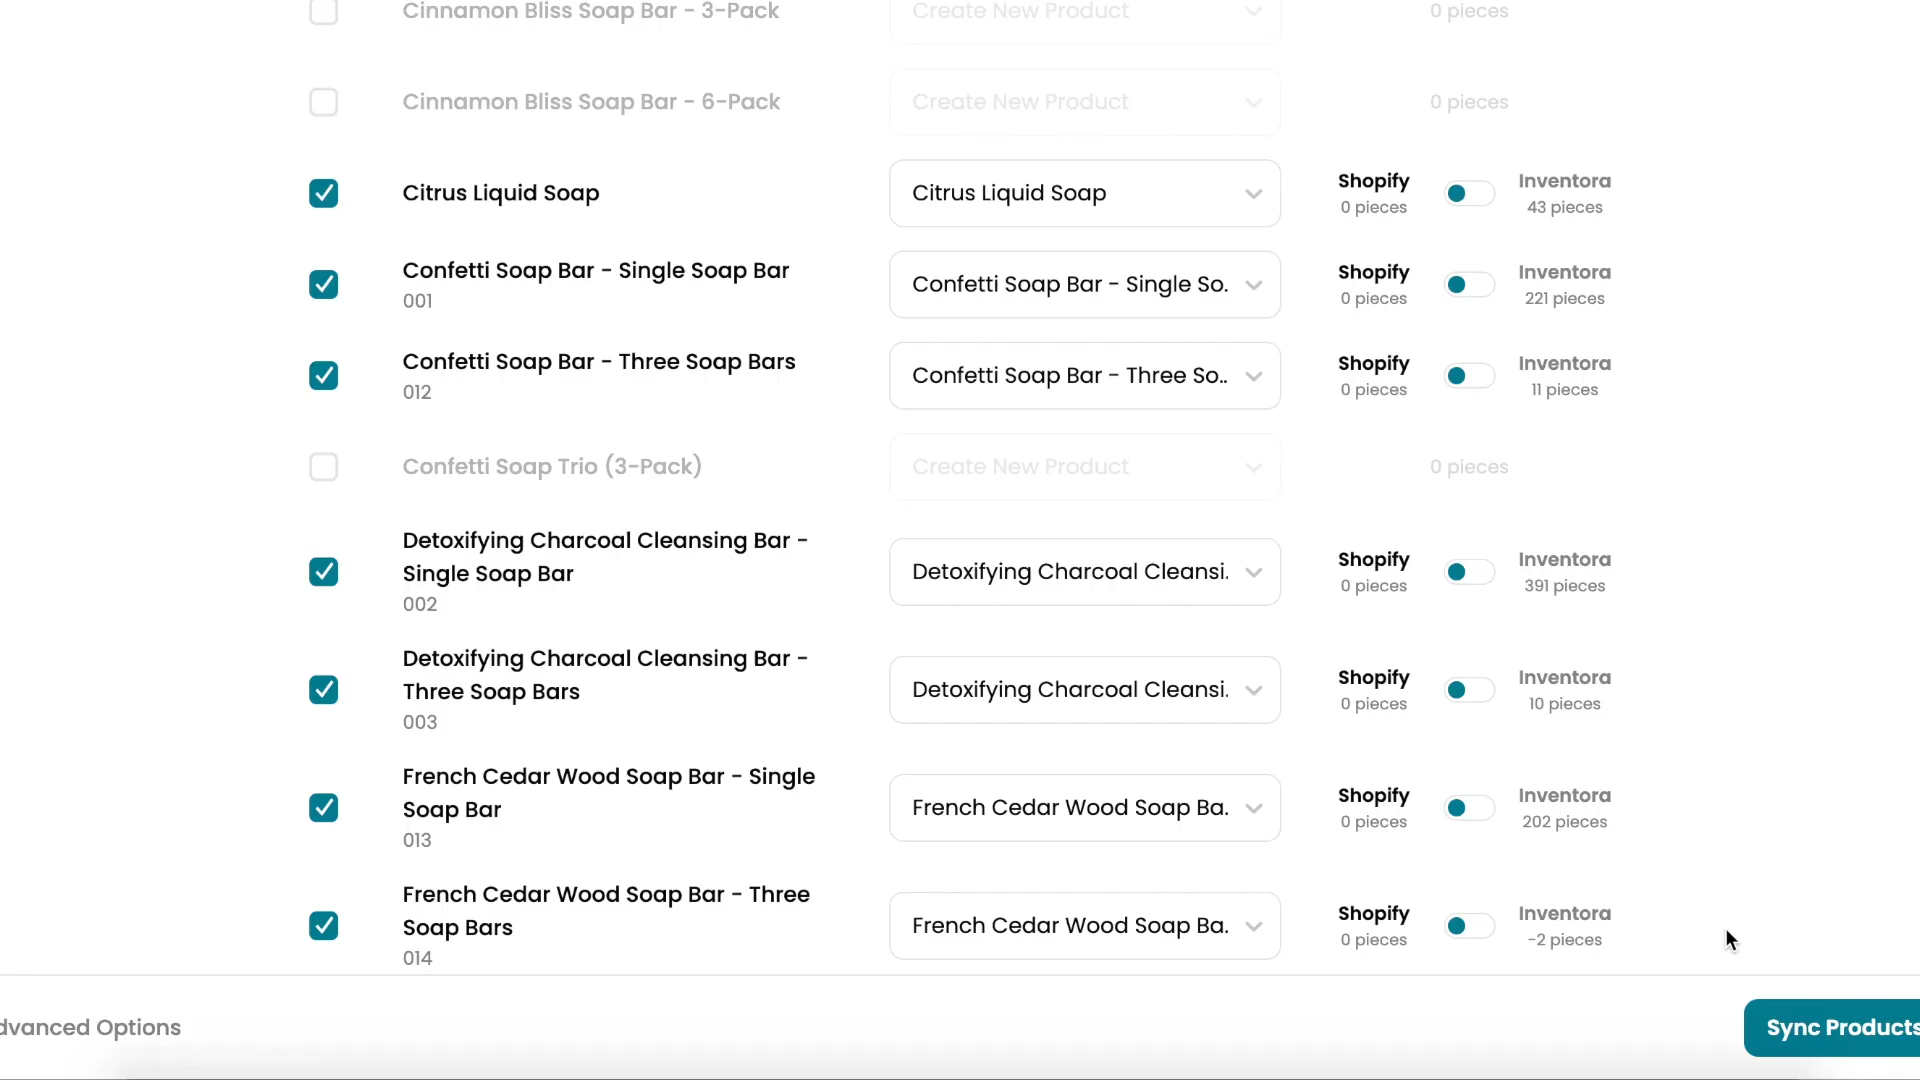 Cinnamon Bliss Soap Bar - 3-Pack
Create New Product
0 pieces
Cinnamon Bliss Soap Bar - 6-Pack
Create New Product
0 pieces
Citrus Liquid Soap
Citrus Liquid Soap
Shopify
0 pieces
Inventora
43 pieces
Confetti Soap Bar - Single Soap Bar
001
Confetti Soap Bar - Single So.
Shopify
0 pieces
Inventora
221 pieces
Confetti Soap Bar - Three Soap Bars
012
Confetti Soap Bar - Three So..
Shopify
0 pieces
Inventora
11 pieces
Confetti Soap Trio (3-Pack)
Create New Product
0 pieces
Detoxifying Charcoal Cleansing Bar -
Single Soap Bar
002
Detoxifying Charcoal Cleansi.
Shopify
0 pieces
Inventora
391 pieces
Detoxifying Charcoal Cleansing Bar -
Three Soap Bars
003
Detoxifying Charcoal Cleansi.
Shopify
0 pieces
Inventora
10 pieces
French Cedar Wood Soap Bar - Single
Soap Bar
013
French Cedar Wood Soap Ba.
Shopify
0 pieces
Inventora
202 pieces
French Cedar Wood Soap Bar - Three
Soap Bars
014
French Cedar Wood Soap Ba.
Shopify
0 pieces
Inventora
-2 pieces
dvanced Options
Sync Products